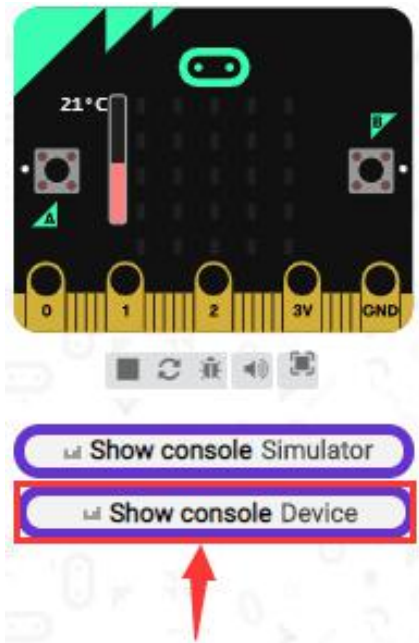 21°C
B
A
0 1 2 3V GND
Show console Simulator
Show console Device